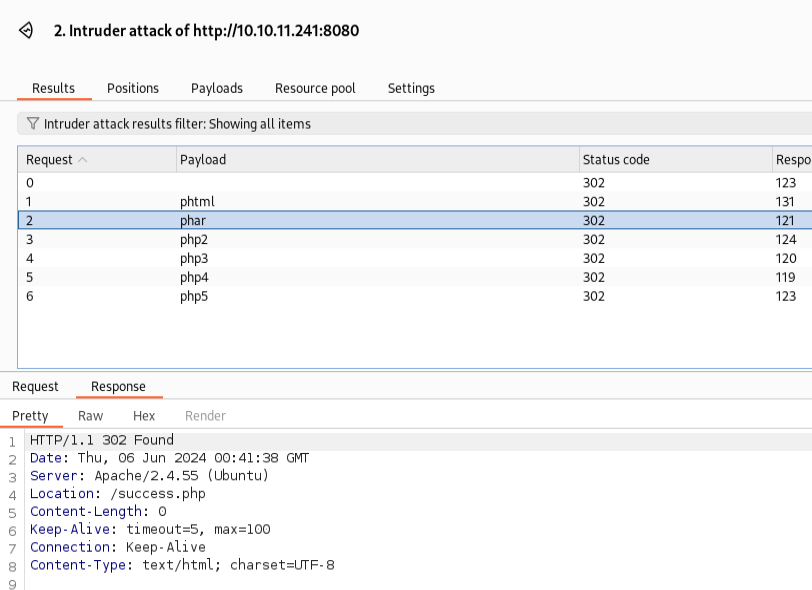 2. Intruder attack of http://10.10.11.241:8080
Results Positions Payloads Resource pool Settings
Intruder attack results filter: Showing all items
Request Payload Status code Respo
0 302 123
1 phtml 302 131
2 phar 302 121
3 php2 302 124
4 php3 302 120
5 php4 302 119
6 php5 302 123
Request Response
Pretty Raw Hex Render
1 HTTP/1.1 302 Found
2 Date: Thu, 06 Jun 2024 00:41:38 GMT
3 Server: Apache/2.4.55 (Ubuntu)
4 Location: /success.php
5 Content-Length: 0
6 Keep-Alive: timeout=5, max=100
7 Connection: Keep-Alive
8 Content-Type: text/html; charset=UTF-8
9